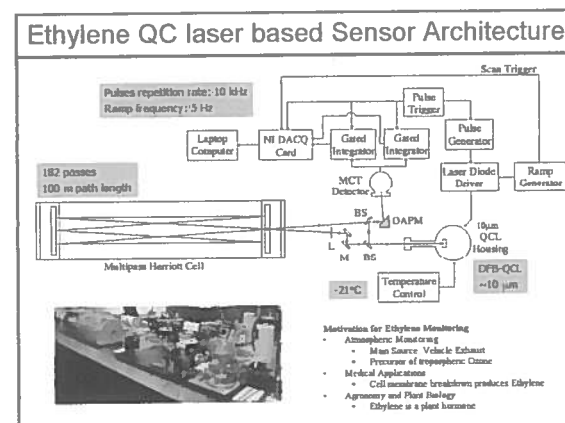 Ethylene QC laser based Sensor Architecture
Scan Trigger
Pulses repetition rate:-10 kHz
Ramp frequency:'5 Hz
Pulse
Trigger
Pulse
Generator
Laptop
Computer
NI DACQ
Card
Gated
Integrator
Gated
Integrator
MCT
Detector
Laser Diode
Driver
Ramp
Generator
182 passes
100 m path length
BS
DAPM
L
M
BS
10µm
QCL
Housing
Multipass Herriott Cell
-21°C
Temperature
Control
DFB-QCL
~10 µm
Motivation for Ethylene Monitoring
• Atmospheric Monitoring
• Main Source Vehicle Exhaust
• Precursor of tropospheric Ozone
• Medical Applications
• Cell membrane breakdown produces Ethylene
• Agronomy and Plant Biology
• Ethylene is a plant hormone